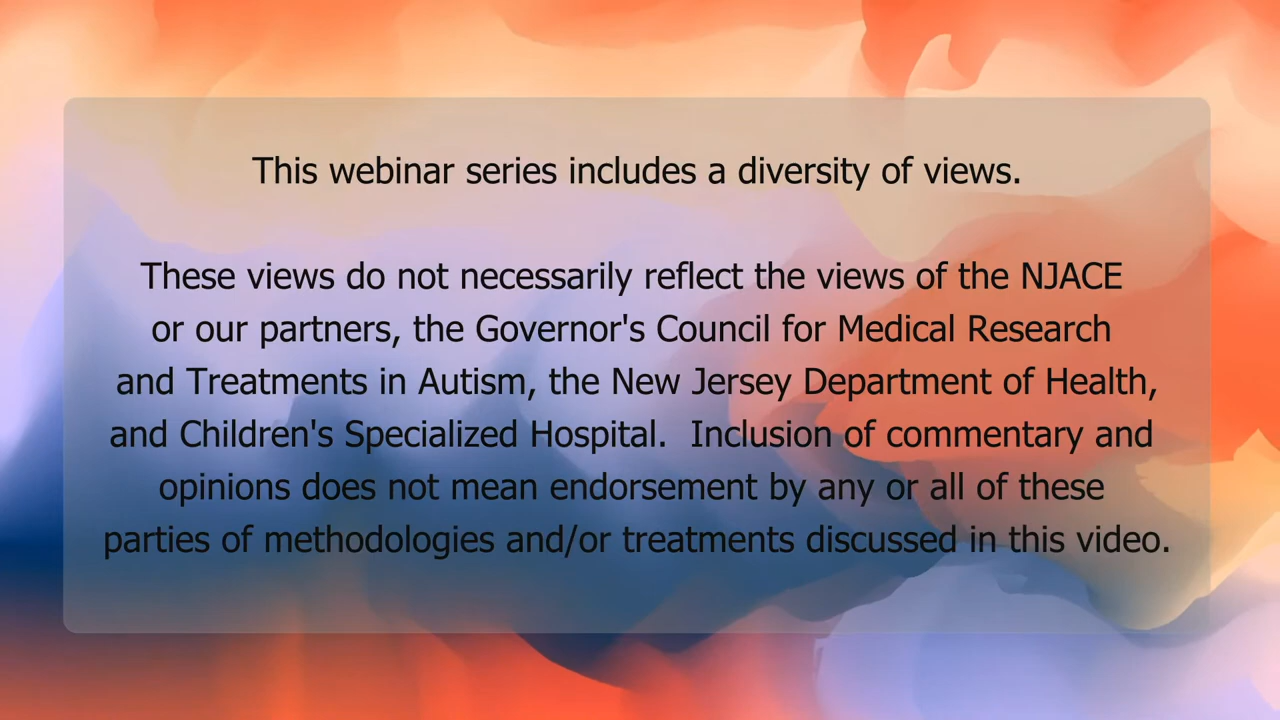 This webinar series includes a diversity of views.
These views do not necessarily reflect the views of the NJACE
or our partners, the Governor's Council for Medical Research
and Treatments in Autism, the New Jersey Department of Health,
and Children's Specialized Hospital.  Inclusion of commentary and
opinions does not mean endorsement by any or all of these
parties of methodologies and/or treatments discussed in this video.